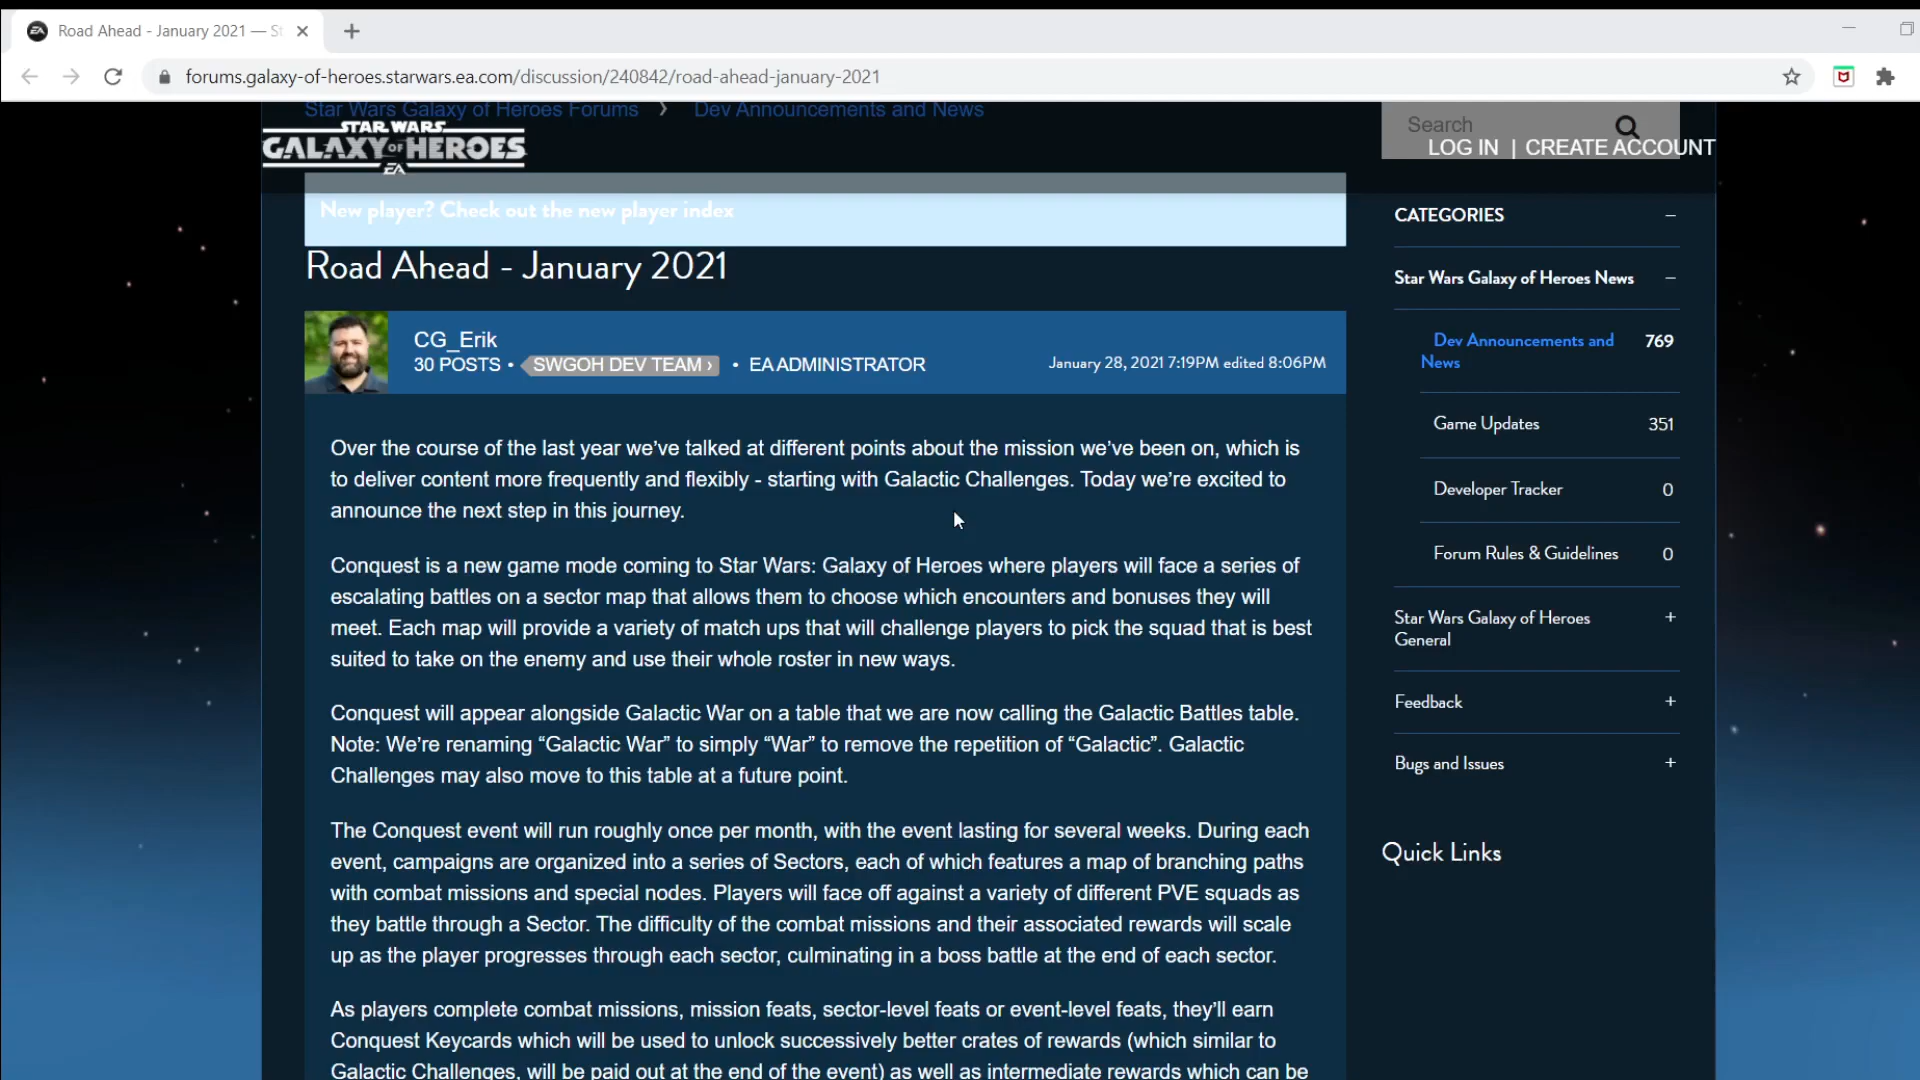 Road Ahead - January 2021 — St
forums.galaxy-of-heroes.starwars.ea.com/discussion/240842/road-ahead-january-2021
Star Wars Galaxy of Heroes Forums > Dev Announcements and News
STAR WARS
GALAXY OF HEROES
EA
Search
LOG IN | CREATE ACCOUNT
New player? Check out the new player index
Road Ahead - January 2021
CG_Erik
30 POSTS • SWGOH DEV TEAM › • EA ADMINISTRATOR
January 28, 2021 7:19PM edited 8:06PM
Over the course of the last year we’ve talked at different points about the mission we’ve been on, which is
to deliver content more frequently and flexibly - starting with Galactic Challenges. Today we’re excited to
announce the next step in this journey.
Conquest is a new game mode coming to Star Wars: Galaxy of Heroes where players will face a series of
escalating battles on a sector map that allows them to choose which encounters and bonuses they will
meet. Each map will provide a variety of match ups that will challenge players to pick the squad that is best
suited to take on the enemy and use their whole roster in new ways.
Conquest will appear alongside Galactic War on a table that we are now calling the Galactic Battles table.
Note: We’re renaming “Galactic War” to simply “War” to remove the repetition of “Galactic”. Galactic
Challenges may also move to this table at a future point.
The Conquest event will run roughly once per month, with the event lasting for several weeks. During each
event, campaigns are organized into a series of Sectors, each of which features a map of branching paths
with combat missions and special nodes. Players will face off against a variety of different PVE squads as
they battle through a Sector. The difficulty of the combat missions and their associated rewards will scale
up as the player progresses through each sector, culminating in a boss battle at the end of each sector.
As players complete combat missions, mission feats, sector-level feats or event-level feats, they’ll earn
Conquest Keycards which will be used to unlock successively better crates of rewards (which similar to
Galactic Challenges, will be paid out at the end of the event) as well as intermediate rewards which can be
CATEGORIES −
Star Wars Galaxy of Heroes News −
Dev Announcements and 769
News
Game Updates 351
Developer Tracker 0
Forum Rules & Guidelines 0
Star Wars Galaxy of Heroes +
General
Feedback +
Bugs and Issues +
Quick Links